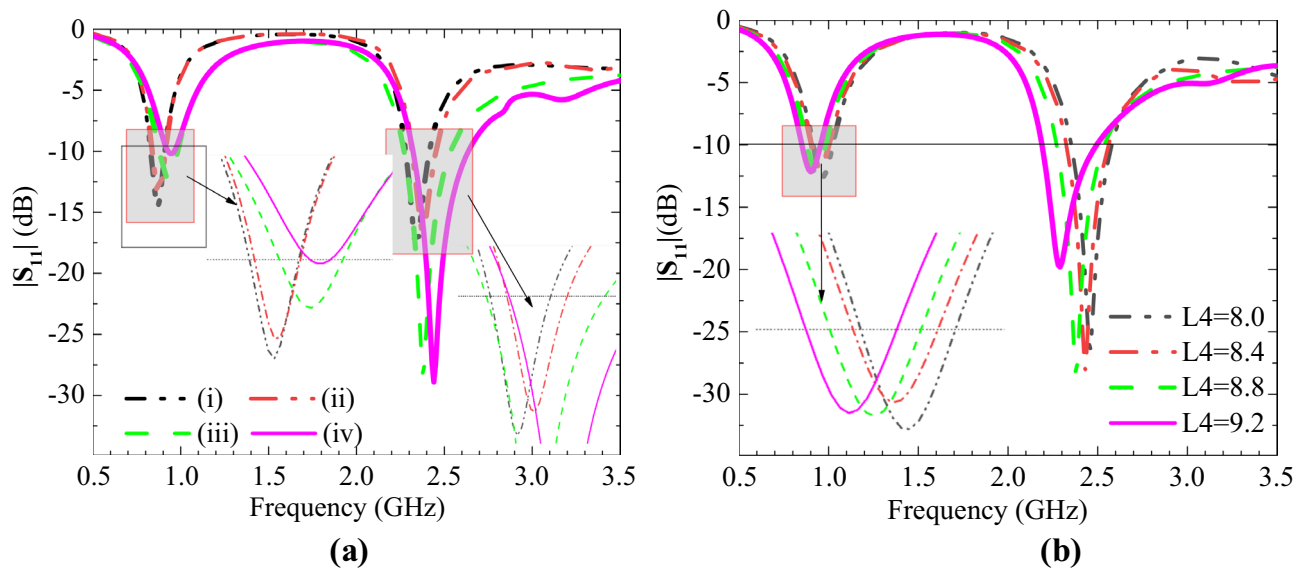 0
-5
-10
-15
-20
-25
-30
|S11| (dB)
(i) (ii)
(iii) (iv)
0.5 1.0 1.5 2.0 2.5 3.0 3.5
Frequency (GHz)
(a)
0
-5
-10
-15
-20
-25
-30
|S11|(dB)
L4=8.0
L4=8.4
L4=8.8
L4=9.2
0.5 1.0 1.5 2.0 2.5 3.0 3.5
Frequency (GHz)
(b)